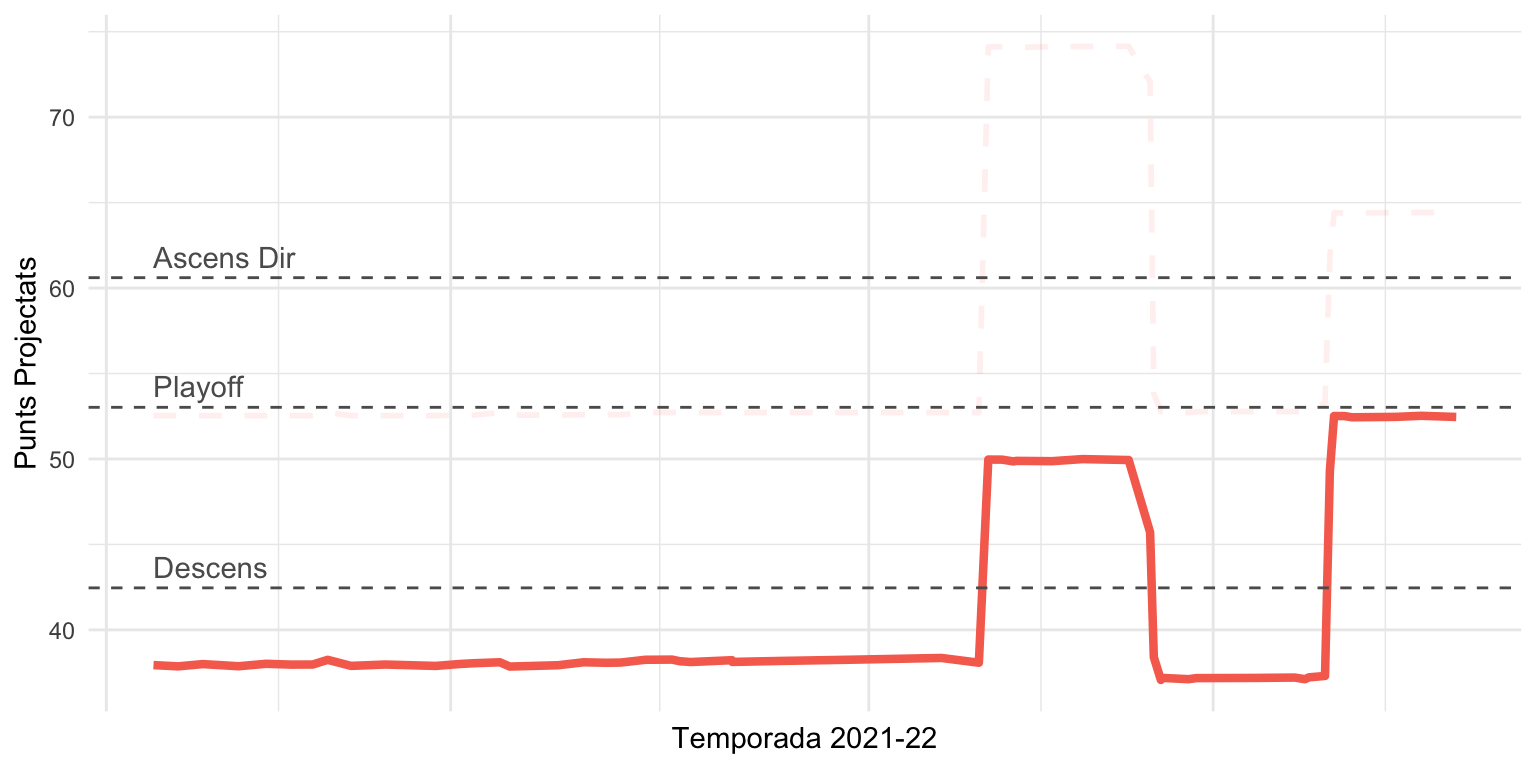 70
Ascens Dir
60
Playoff
50
Descens
40
Punts Projectats
Temporada 2021-22